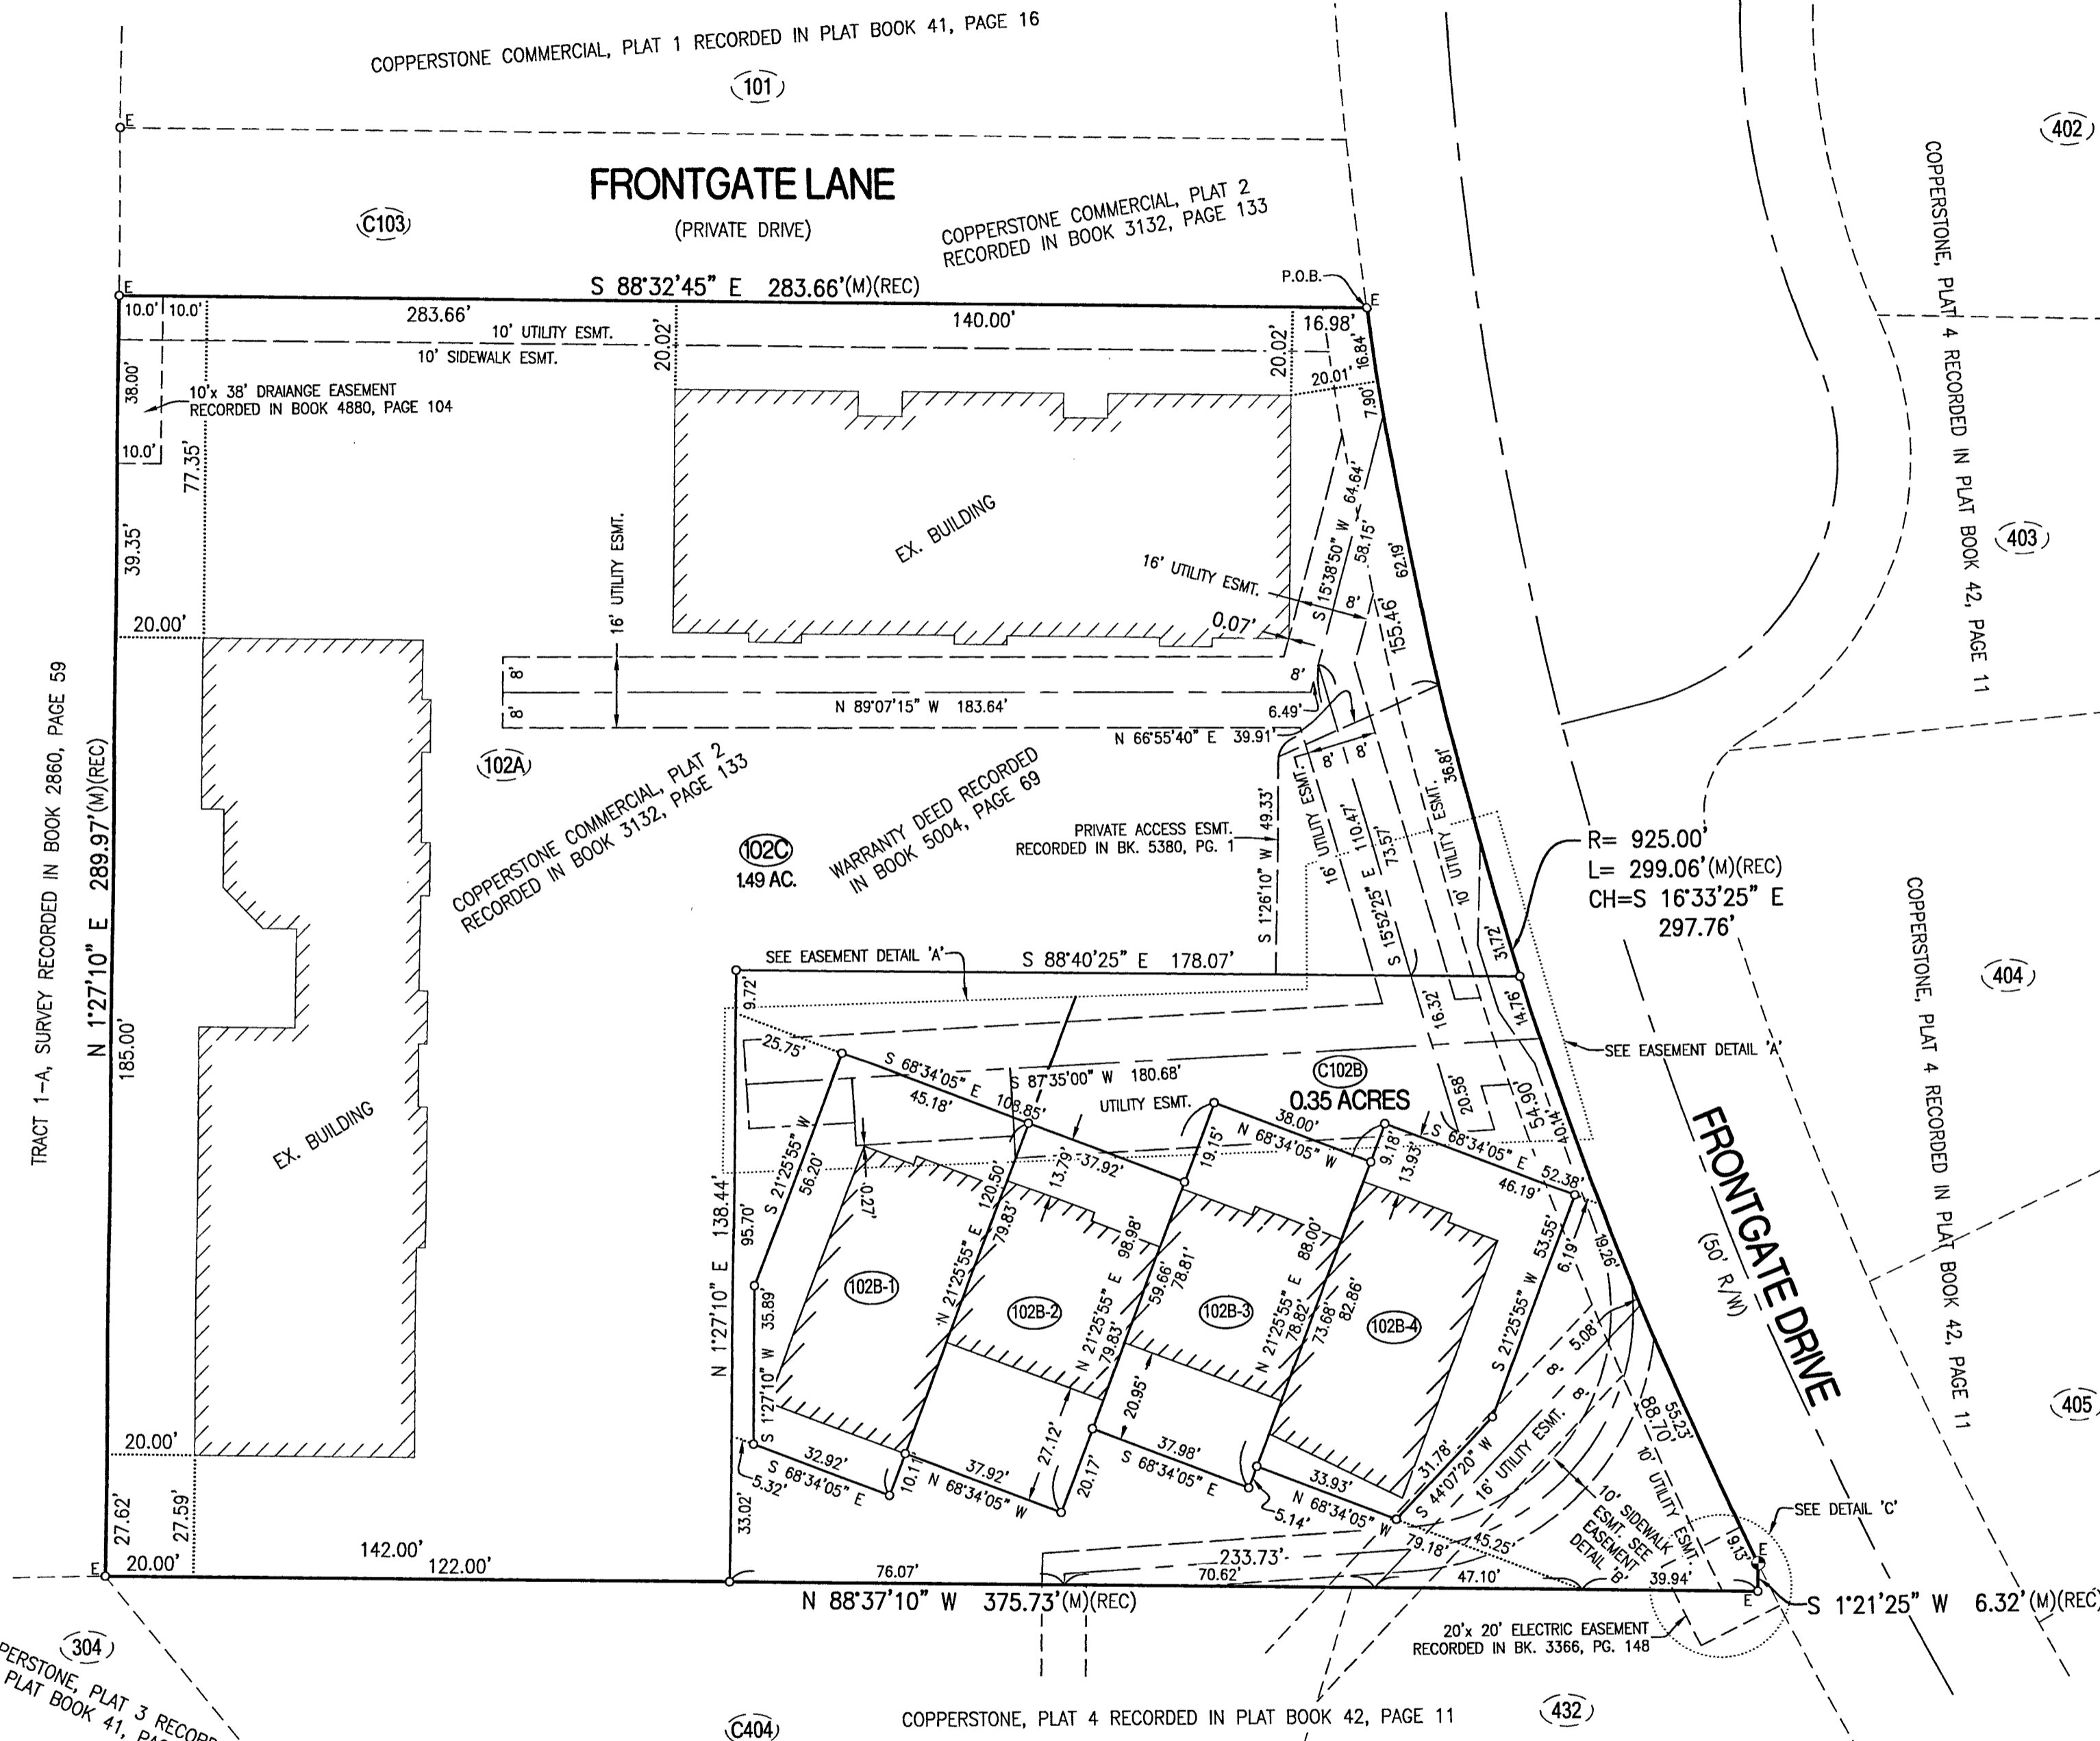 COPPERSTONE COMMERCIAL, PLAT 1 RECORDED IN PLAT BOOK 41, PAGE 16
101
402
E
FRONTGATE LANE
(PRIVATE DRIVE)
C103
COPPERSTONE COMMERCIAL, PLAT 2
RECORDED IN BOOK 3132, PAGE 133
COPPERSTONE, PLAT 4 RECORDED IN PLAT BOOK 42, PAGE 11
P.O.B.
E
E
S 88°32'45" E 283.66'(M)(REC)
10.0'
10.0'
283.66'
140.00'
16.98'
10' UTILITY ESMT.
10' SIDEWALK ESMT.
20.02'
20.02'
16.84'
20.01'
7.90'
38.00'
10'x 38' DRAIANGE EASEMENT
RECORDED IN BOOK 4880, PAGE 104
10.0'
77.35'
39.35'
20.00'
EX. BUILDING
16' UTILITY ESMT.
16' UTILITY ESMT.
S 15°38'50" W 64.64'
58.15'
62.19'
155.46'
8'
0.07'
403
8'
8'
8'
N 89°07'15" W 183.64'
6.49'
N 66°55'40" E 39.91'
8'
8'
36.81'
102A
COPPERSTONE COMMERCIAL, PLAT 2
RECORDED IN BOOK 3132, PAGE 133
102C
1.49 AC.
WARRANTY DEED RECORDED
IN BOOK 5004, PAGE 69
PRIVATE ACCESS ESMT.
RECORDED IN BK. 5380, PG. 1
S 1°26'10" W 49.33'
16' UTILITY ESMT.
16'
S 15°52'25" E 110.47'
73.57'
10' UTILITY ESMT.
31.72'
R= 925.00'
L= 299.06'(M)(REC)
CH=S 16°33'25" E
297.76'
TRACT 1-A, SURVEY RECORDED IN BOOK 2860, PAGE 59
N 1°27'10" E 289.97'(M)(REC)
185.00'
COPPERSTONE, PLAT 4 RECORDED IN PLAT BOOK 42, PAGE 11
404
SEE EASEMENT DETAIL 'A'
S 88°40'25" E 178.07'
9.72'
16.32'
14.76'
SEE EASEMENT DETAIL 'A'
25.75'
S 68°34'05" E 108.85'
45.18'
S 87°35'00" W 180.68'
UTILITY ESMT.
C102B
0.35 ACRES
20.58'
54.90'
40.14'
38.00'
N 68°34'05" W
19.15'
9.18'
13.93'
S 68°34'05" E 52.38'
46.19'
S 21°25'55" W
56.20'
0.27'
120.50'
13.79'
37.92'
N 21°25'55" E
79.83'
98.98'
59.66'
78.81'
88.00'
82.86'
53.55'
6.19'
19.26'
N 1°27'10" E 138.44'
95.70'
102B-1
102B-2
102B-3
102B-4
N 21°25'55" E
79.83'
N 21°25'55" E
78.82'
73.68'
S 21°25'55" W
5.08'
FRONTGATE DRIVE
(50' R/W)
405
EX. BUILDING
S 1°27'10" W 35.89'
20.95'
27.12'
8'
8'
16' UTILITY ESMT.
55.23'
88.70'
10' UTILITY ESMT.
20.00'
32.92'
S 68°34'05" E
5.32'
10.11'
37.92'
N 68°34'05" W
20.17'
37.98'
S 68°34'05" E
5.14'
33.93'
N 68°34'05" W
31.78'
S 44°07'20" W
79.18'
45.25'
10' SIDEWALK
ESMT. SEE
EASEMENT
DETAIL 'B'
SEE DETAIL 'C'
9.13'
E
27.62'
27.59'
33.02'
E
20.00'
142.00'
122.00'
76.07'
233.73'
70.62'
47.10'
39.94'
E
N 88°37'10" W 375.73'(M)(REC)
S 1°21'25" W 6.32'(M)(REC)
20'x 20' ELECTRIC EASEMENT
RECORDED IN BK. 3366, PG. 148
304
PERSTONE, PLAT 3 RECOR
PLAT BOOK 41, PA
C404
COPPERSTONE, PLAT 4 RECORDED IN PLAT BOOK 42, PAGE 11
432